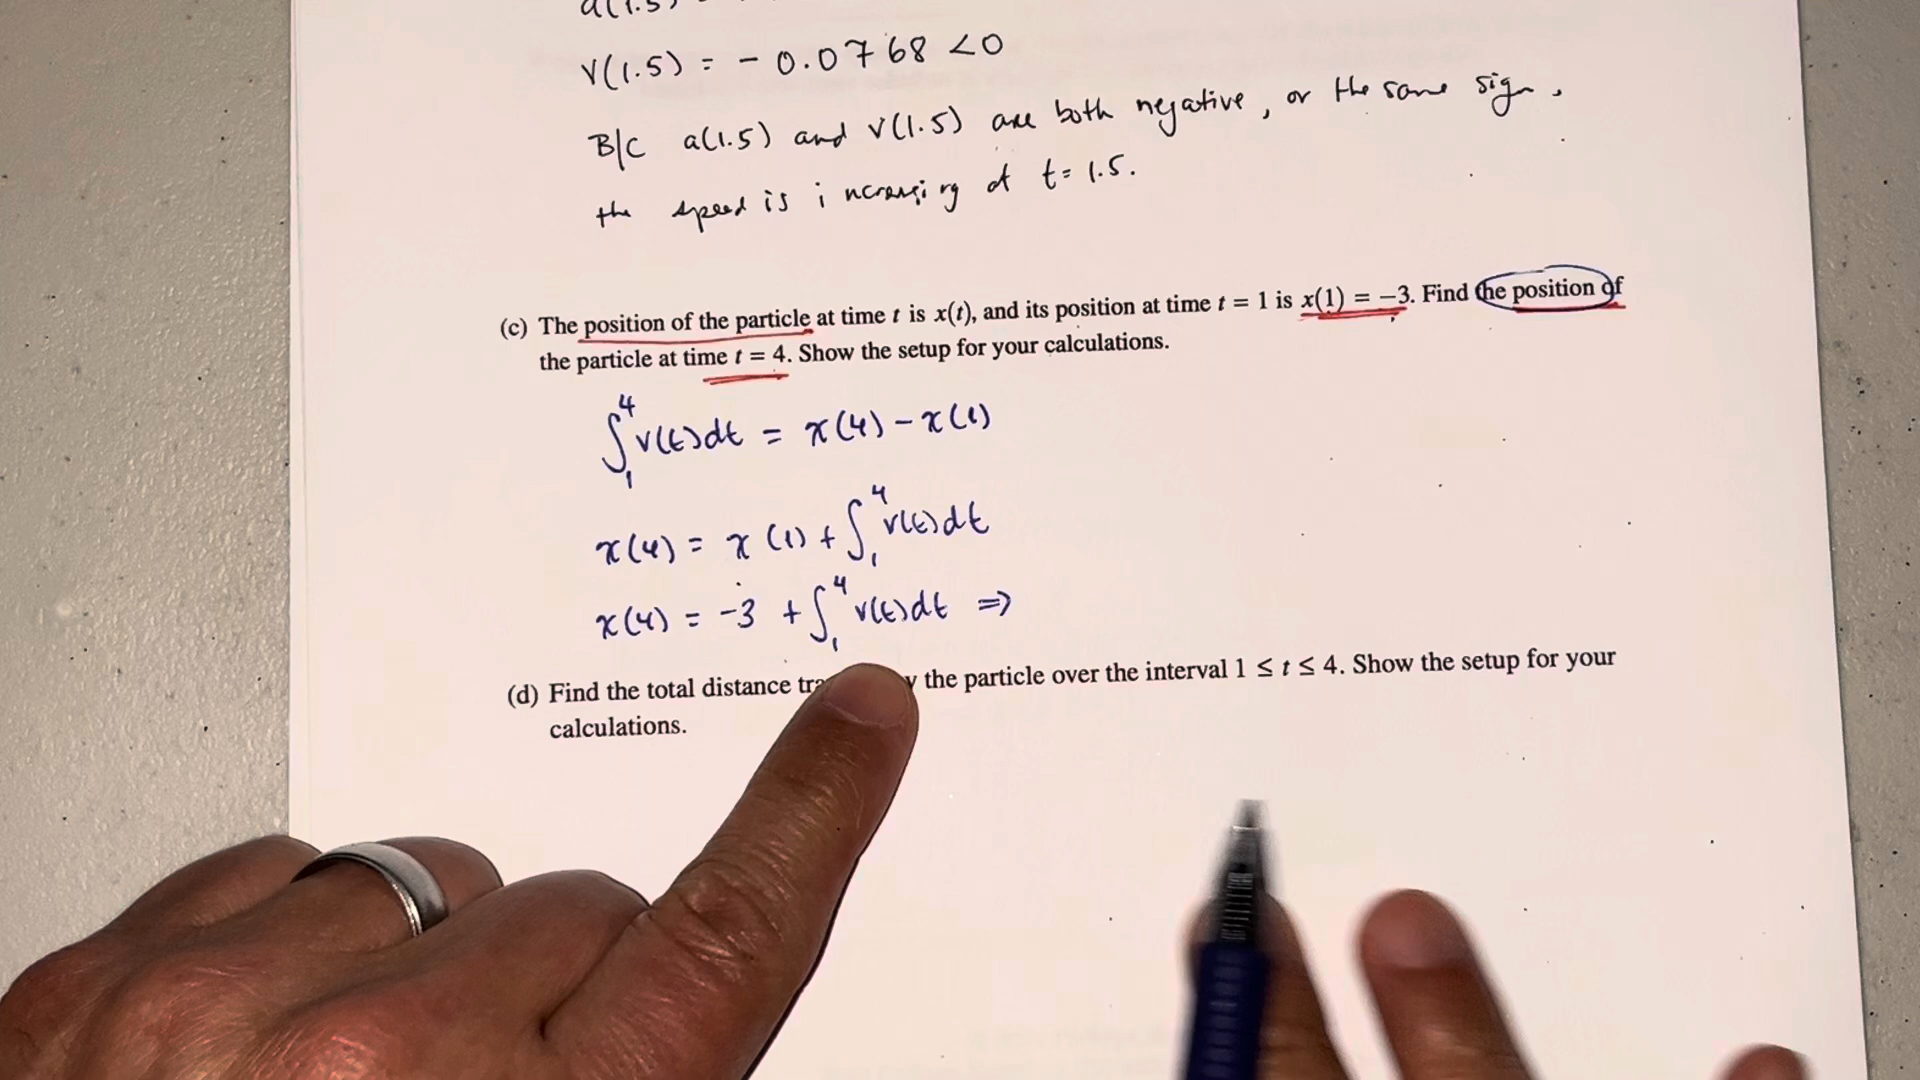 a(1.5)
v(1.5) = - 0.0768 <0
B/C a(1.5) and v(1.5) are both negative, or the same sign,
the speed is increasing at t= 1.5.
(c) The position of the particle at time t is x(t), and its position at time t = 1 is x(1) = −3. Find the position of
the particle at time t = 4. Show the setup for your calculations.
∫₁⁴ v(t)dt = x(4) - x(1)
x(4) = x(1) + ∫₁⁴ v(t)dt
x(4) = -3 + ∫₁⁴ v(t)dt ⇒
(d) Find the total distance the particle over the interval 1 ≤ t ≤ 4. Show the setup for your
calculations.